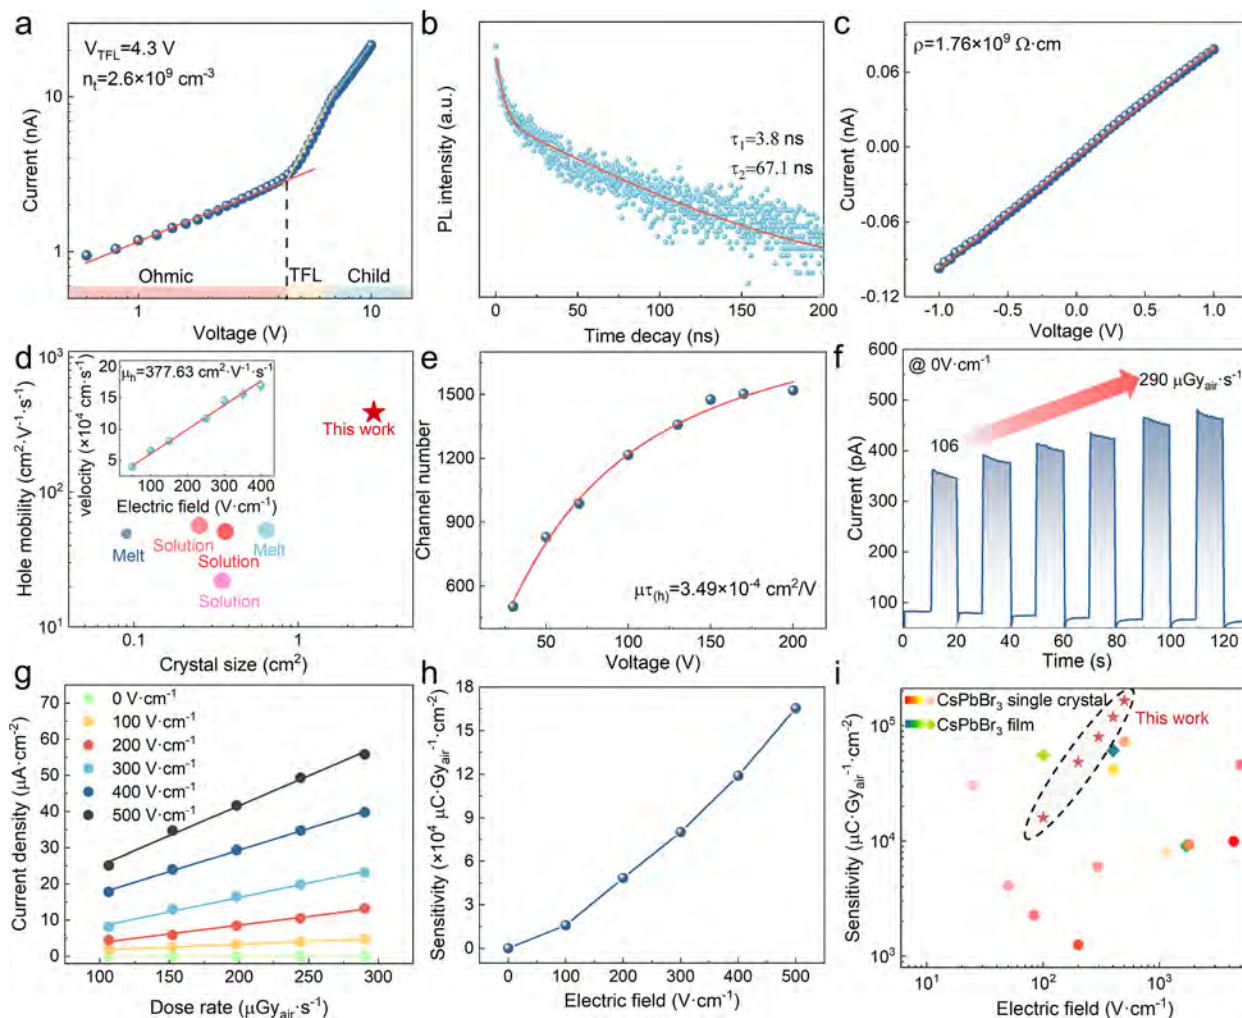 a
V_TFL=4.3 V
n_t=2.6×10^9 cm^-3
10
1
Current (nA)
Ohmic
TFL
Child
1
10
Voltage (V)
b
PL intensity (a.u.)
τ_1=3.8 ns
τ_2=67.1 ns
0
50
100
150
200
Time decay (ns)
c
ρ=1.76×10^9 Ω·cm
0.06
0.00
-0.06
-0.12
Current (nA)
-1.0
-0.5
0.0
0.5
1.0
Voltage (V)
d
10^3
10^2
10^1
Hole mobility (cm^2·V^-1·s^-1)
20
15
10
5
velocity (×10^4 cm·s^-1)
μ_h=377.63 cm^2·V^-1·s^-1
100
200
300
400
Electric field (V·cm^-1)
This work
Melt
Solution
Solution
Melt
Solution
0.1
1
Crystal size (cm^2)
e
1500
1200
900
600
Channel number
μτ_(h)=3.49×10^-4 cm^2/V
50
100
150
200
Voltage (V)
f
600
500
400
300
200
100
Current (pA)
@ 0V·cm^-1
290 μGy_air·s^-1
106
0
20
40
60
80
100
120
Time (s)
g
70
60
50
40
30
20
10
0
Current density (μA·cm^-2)
0 V·cm^-1
100 V·cm^-1
200 V·cm^-1
300 V·cm^-1
400 V·cm^-1
500 V·cm^-1
100
150
200
250
300
Dose rate (μGy_air·s^-1)
h
18
16
12
8
4
0
Sensitivity (×10^4 μC·Gy_air^-1·cm^-2)
0
100
200
300
400
500
Electric field (V·cm^-1)
i
CsPbBr_3 single crystal
CsPbBr_3 film
This work
10^5
10^4
10^3
Sensitivity (μC·Gy_air^-1·cm^-2)
10^1
10^2
10^3
Electric field (V·cm^-1)